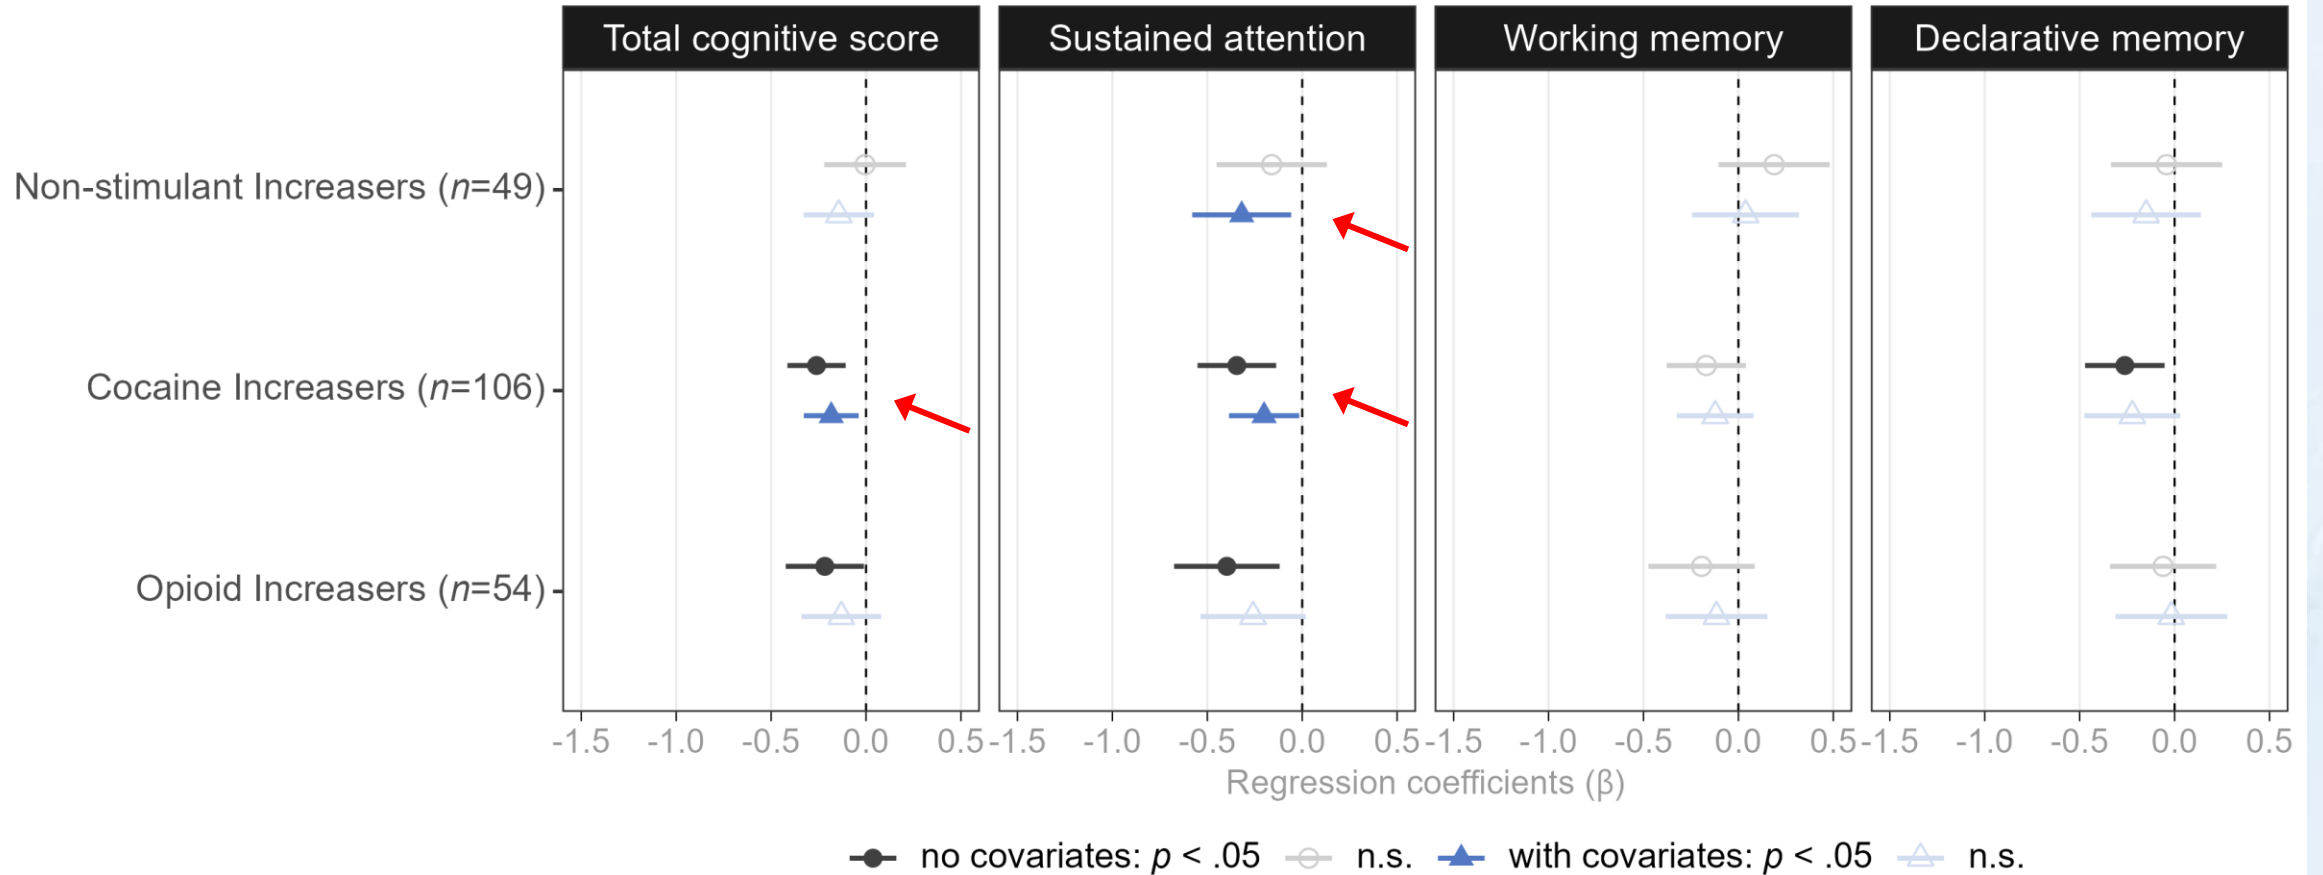 Total cognitive score
Sustained attention
Working memory
Declarative memory
Non-stimulant Increasers (n=49)
Cocaine Increasers (n=106)
Opioid Increasers (n=54)
-1.5 -1.0 -0.5 0.0 0.5
-1.5 -1.0 -0.5 0.0 0.5
-1.5 -1.0 -0.5 0.0 0.5
-1.5 -1.0 -0.5 0.0 0.5
Regression coefficients (β)
no covariates: p < .05 n.s. with covariates: p < .05 n.s.